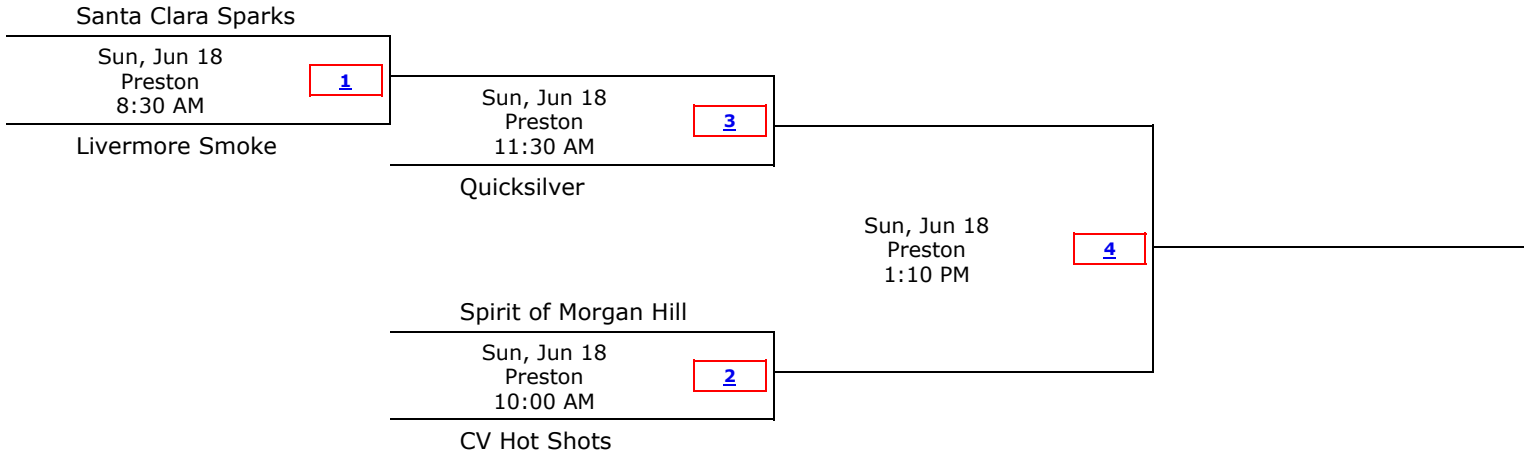 Santa Clara Sparks
Sun, Jun 18
Preston
8:30 AM
1
Livermore Smoke
Sun, Jun 18
Preston
11:30 AM
3
Quicksilver
Sun, Jun 18
Preston
1:10 PM
4
Spirit of Morgan Hill
Sun, Jun 18
Preston
10:00 AM
2
CV Hot Shots